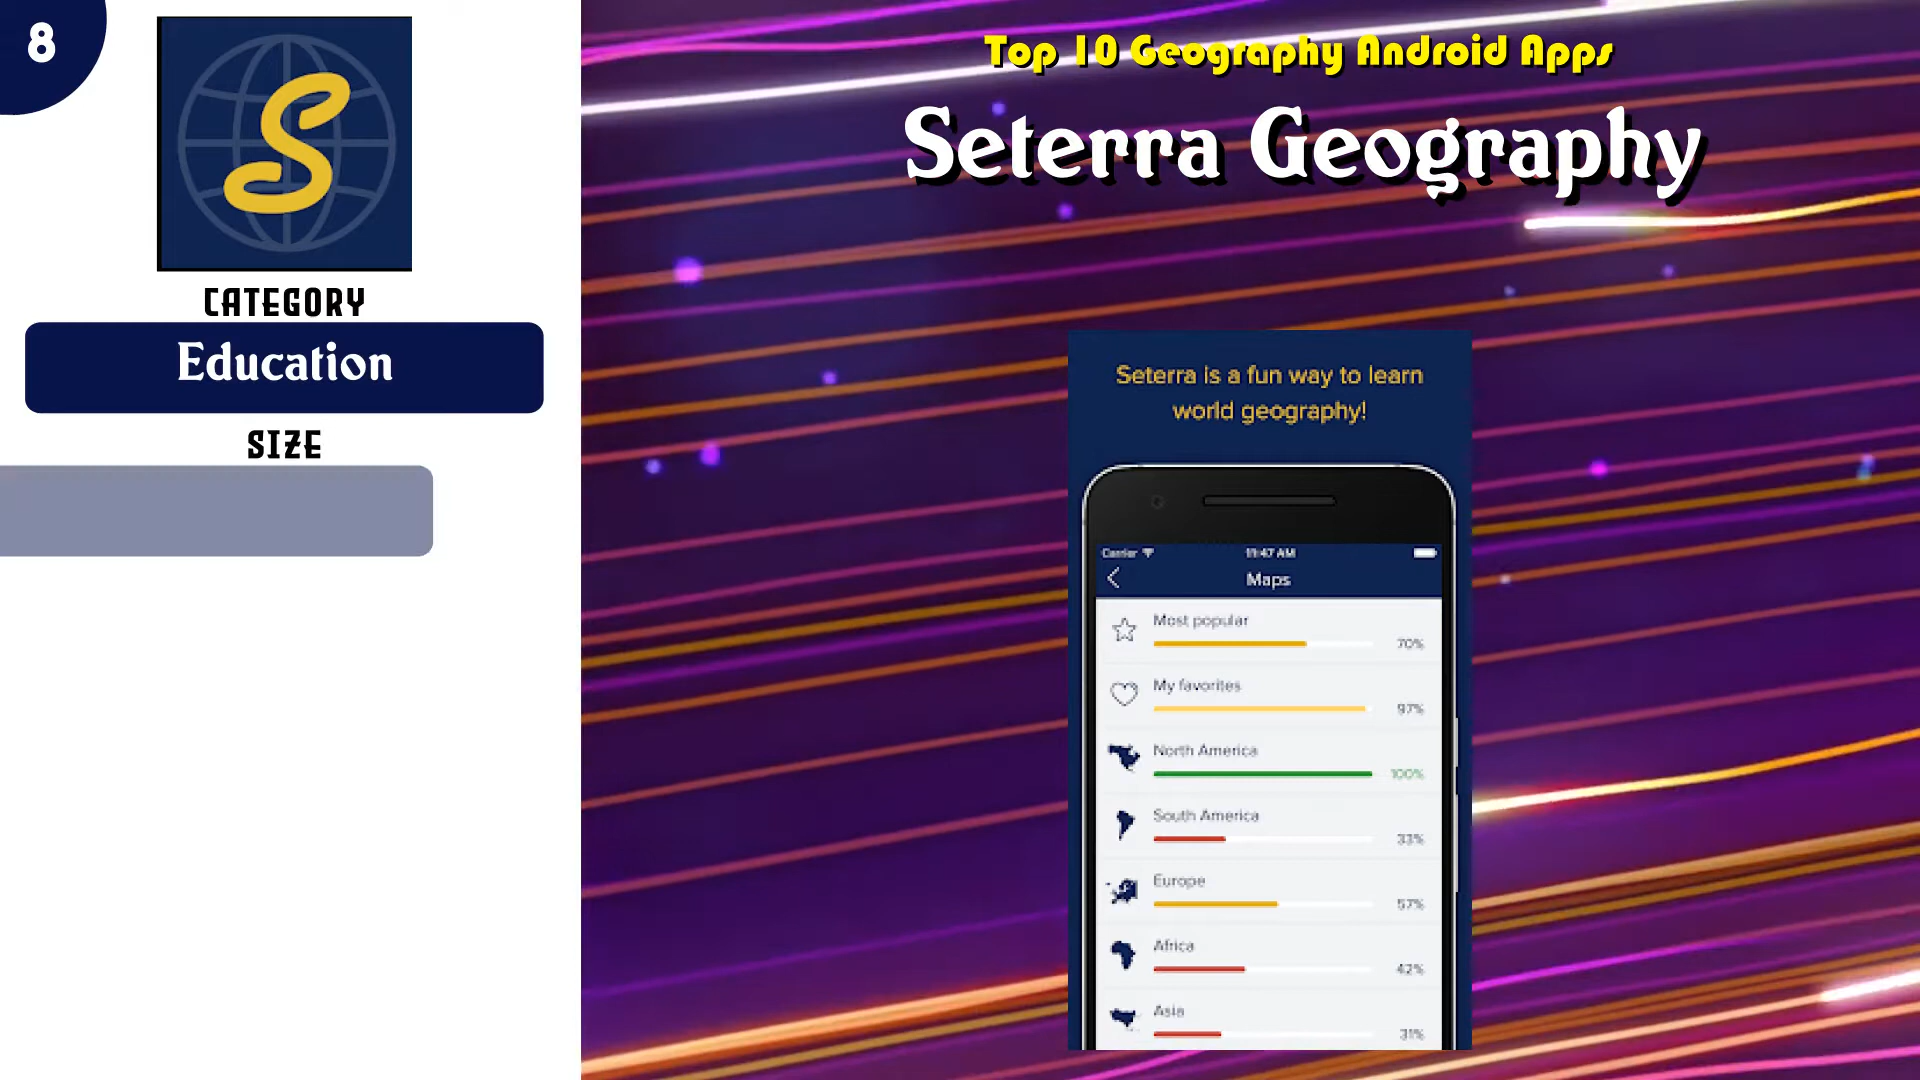 8
S
CATEGORY
Education
SIZE
Top 10 Geography Android Apps
Seterra Geography
Seterra is a fun way to learn
world geography!
Carrier 11:47 AM
Maps
Most popular
70%
My favorites
97%
North America
100%
South America
33%
Europe
57%
Africa
42%
Asia
31%